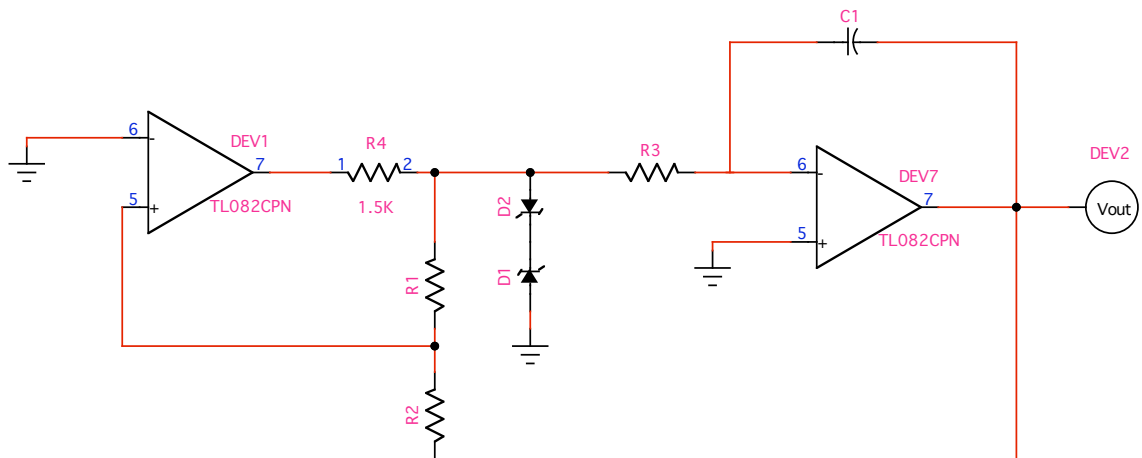 C1
DEV1
R4
R3
DEV2
6
-
7
1
2
6
-
DEV7
5
+
TL082CPN
1.5K
D2
7
Vout
5
+
TL082CPN
R1
D1
R2